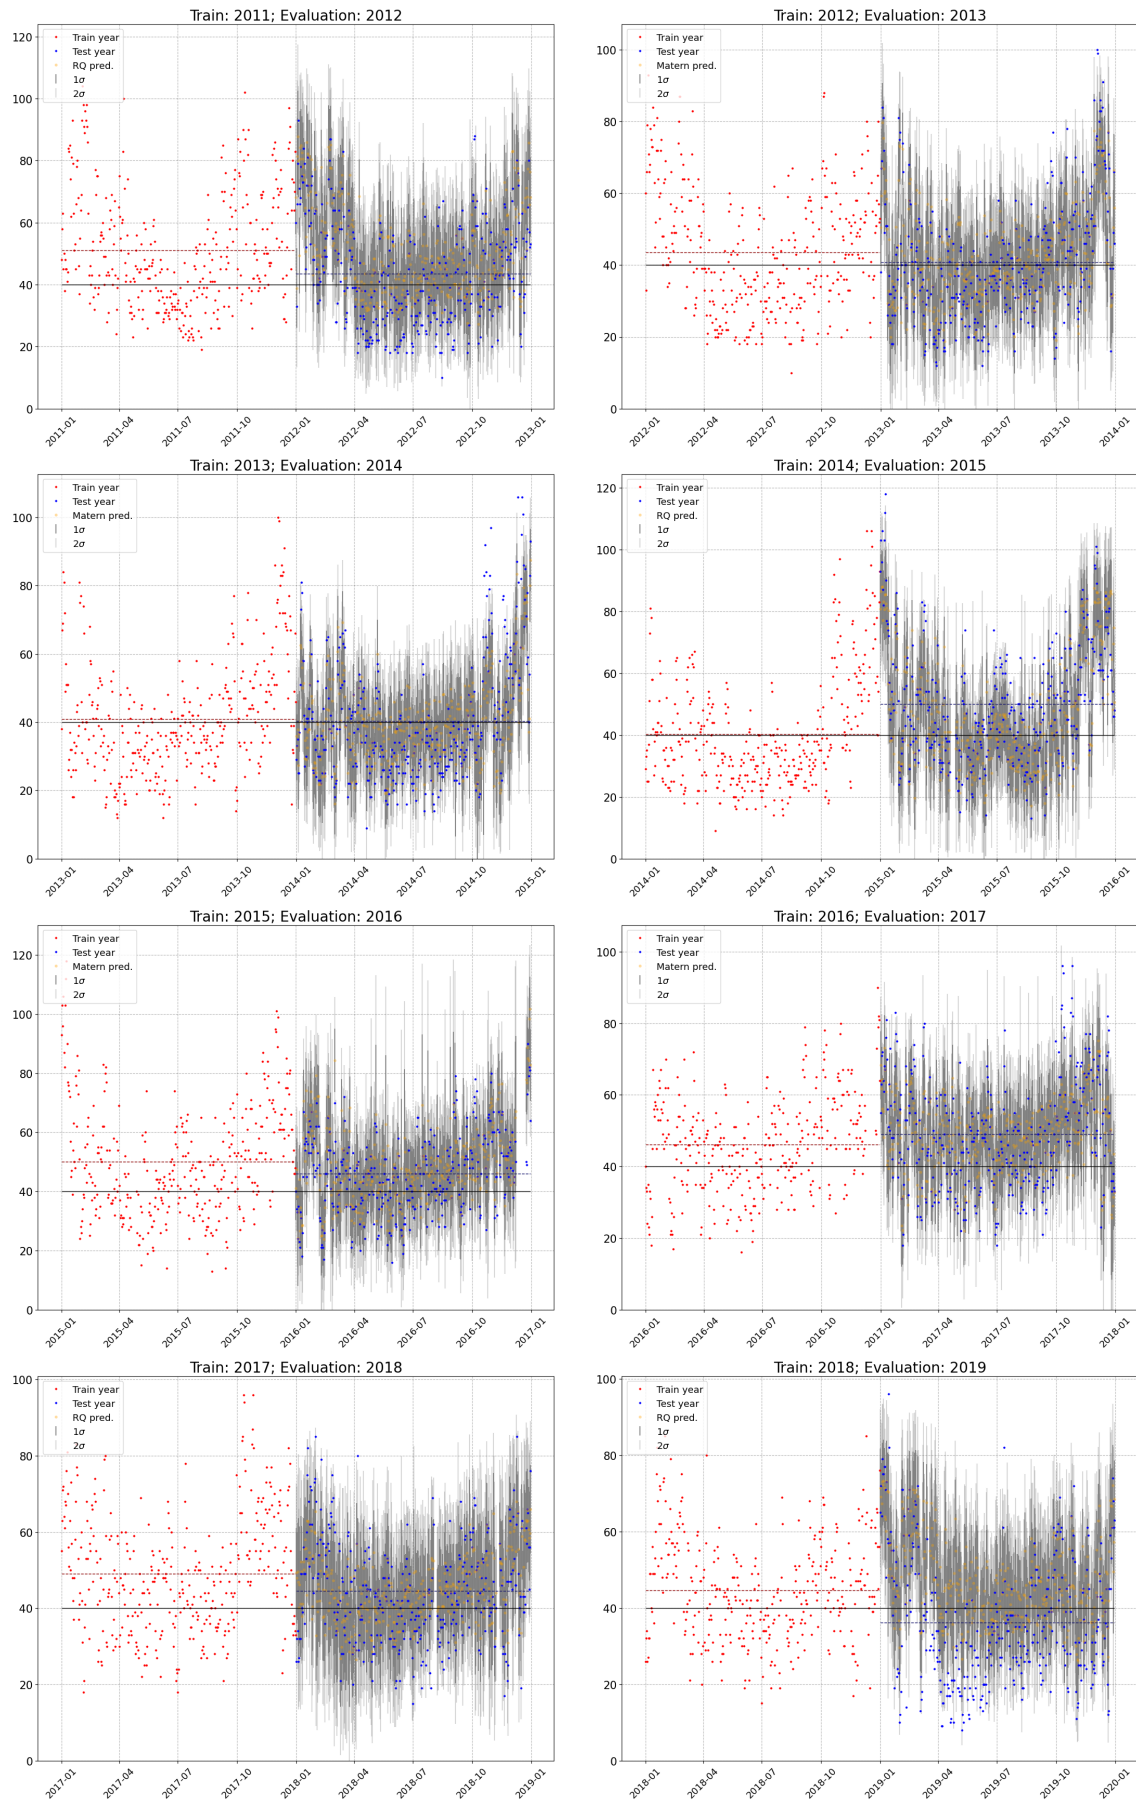 Train: 2011; Evaluation: 2012
Train year
Test year
RQ pred.
1σ
2σ
120
100
80
60
40
20
0
2011-01 2011-04 2011-07 2011-10 2012-01 2012-04 2012-07 2012-10 2013-01
Train: 2012; Evaluation: 2013
Train year
Test year
Matern pred.
1σ
2σ
100
80
60
40
20
0
2012-01 2012-04 2012-07 2012-10 2013-01 2013-04 2013-07 2013-10 2014-01
Train: 2013; Evaluation: 2014
Train year
Test year
Matern pred.
1σ
2σ
100
80
60
40
20
0
2013-01 2013-04 2013-07 2013-10 2014-01 2014-04 2014-07 2014-10 2015-01
Train: 2014; Evaluation: 2015
Train year
Test year
RQ pred.
1σ
2σ
120
100
80
60
40
20
0
2014-01 2014-04 2014-07 2014-10 2015-01 2015-04 2015-07 2015-10 2016-01
Train: 2015; Evaluation: 2016
Train year
Test year
Matern pred.
1σ
2σ
120
100
80
60
40
20
0
2015-01 2015-04 2015-07 2015-10 2016-01 2016-04 2016-07 2016-10 2017-01
Train: 2016; Evaluation: 2017
Train year
Test year
Matern pred.
1σ
2σ
100
80
60
40
20
0
2016-01 2016-04 2016-07 2016-10 2017-01 2017-04 2017-07 2017-10 2018-01
Train: 2017; Evaluation: 2018
Train year
Test year
RQ pred.
1σ
2σ
100
80
60
40
20
0
2017-01 2017-04 2017-07 2017-10 2018-01 2018-04 2018-07 2018-10 2019-01
Train: 2018; Evaluation: 2019
Train year
Test year
RQ pred.
1σ
2σ
100
80
60
40
20
0
2018-01 2018-04 2018-07 2018-10 2019-01 2019-04 2019-07 2019-10 2020-01